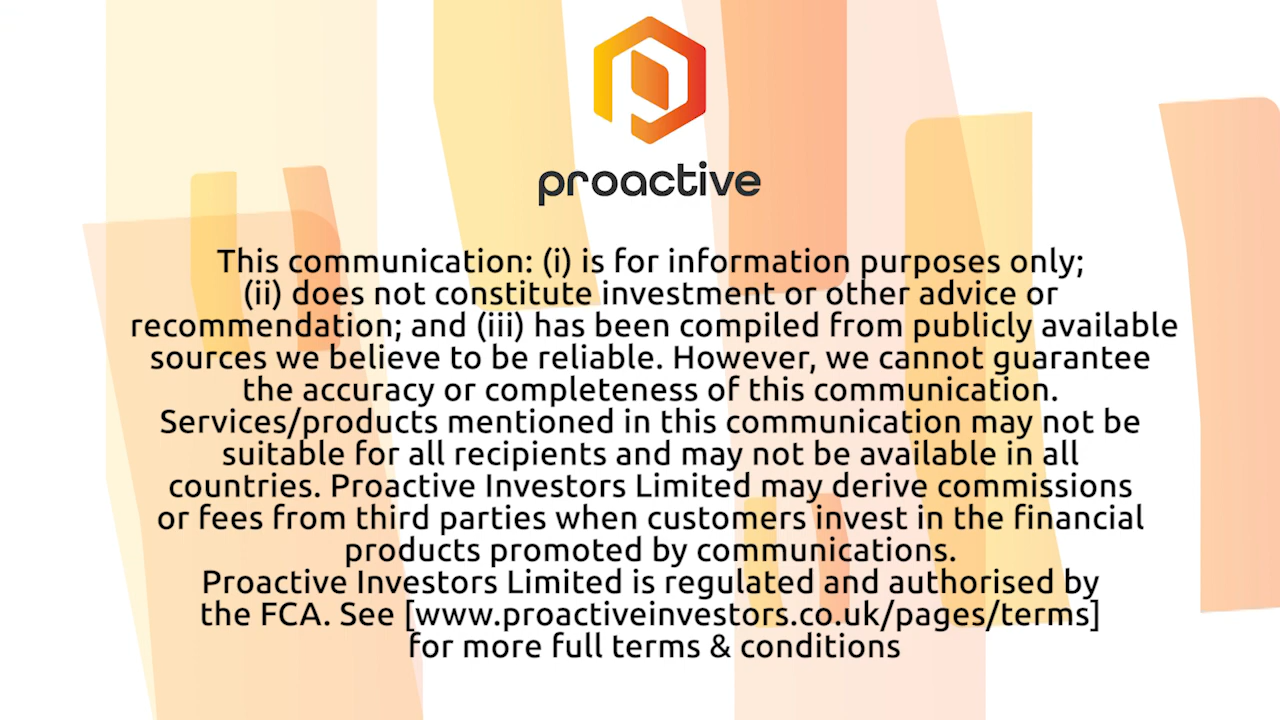 proactive
This communication: (i) is for information purposes only;
(ii) does not constitute investment or other advice or
recommendation; and (iii) has been compiled from publicly available
sources we believe to be reliable. However, we cannot guarantee
the accuracy or completeness of this communication.
Services/products mentioned in this communication may not be
suitable for all recipients and may not be available in all
countries. Proactive Investors Limited may derive commissions
or fees from third parties when customers invest in the financial
products promoted by communications.
Proactive Investors Limited is regulated and authorised by
the FCA. See [www.proactiveinvestors.co.uk/pages/terms]
for more full terms & conditions